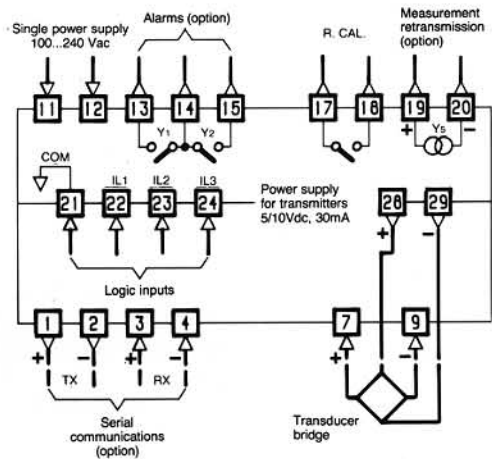 Single power supply
100...240 Vac
Alarms (option)
R. CAL.
Measurement
retransmission
(option)
11 12 13 14 15 17 18 19 20
Y1 Y2
+ Y5 −
COM
IL1 IL2 IL3
21 22 23 24
Power supply
for transmitters
5/10Vdc, 30mA
28 29
+ −
Logic inputs
1 2 3 4 7 9
+ TX − + RX − + −
Serial
communications
(option)
Transducer
bridge